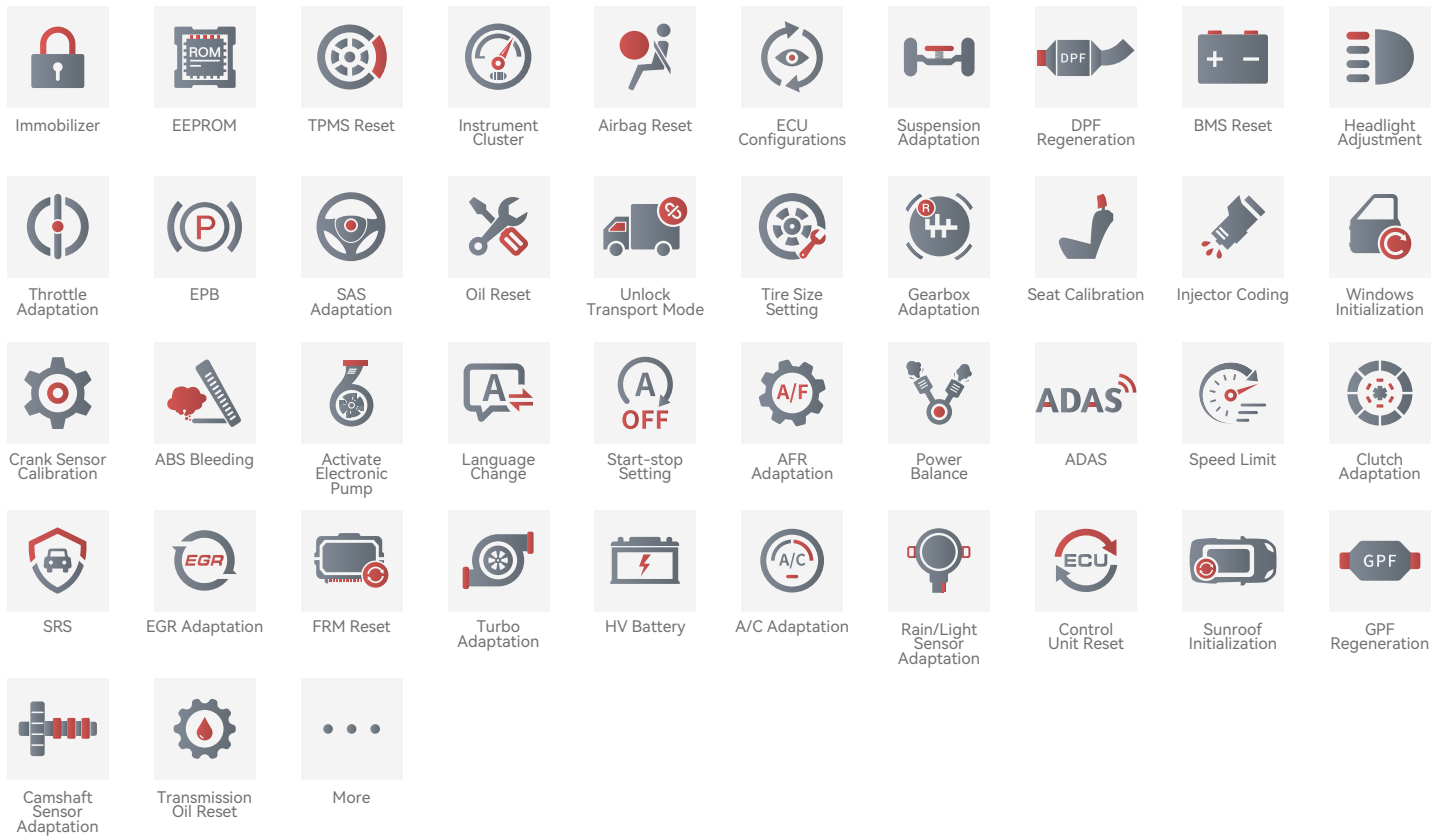 ROM
DPF
Immobilizer
EEPROM
TPMS Reset
Instrument
Cluster
Airbag Reset
ECU
Configurations
Suspension
Adaptation
DPF
Regeneration
BMS Reset
Headlight
Adjustment
P
R
Throttle
Adaptation
EPB
SAS
Adaptation
Oil Reset
Unlock
Transport Mode
Tire Size
Setting
Gearbox
Adaptation
Seat Calibration
Injector Coding
Windows
Initialization
A
A
OFF
A/F
ADAS
Crank Sensor
Calibration
ABS Bleeding
Activate
Electronic
Pump
Language
Change
Start-stop
Setting
AFR
Adaptation
Power
Balance
ADAS
Speed Limit
Clutch
Adaptation
EGR
A/C
ECU
GPF
SRS
EGR Adaptation
FRM Reset
Turbo
Adaptation
HV Battery
A/C Adaptation
Rain/Light
Sensor
Adaptation
Control
Unit Reset
Sunroof
Initialization
GPF
Regeneration
Camshaft
Sensor
Adaptation
Transmission
Oil Reset
More